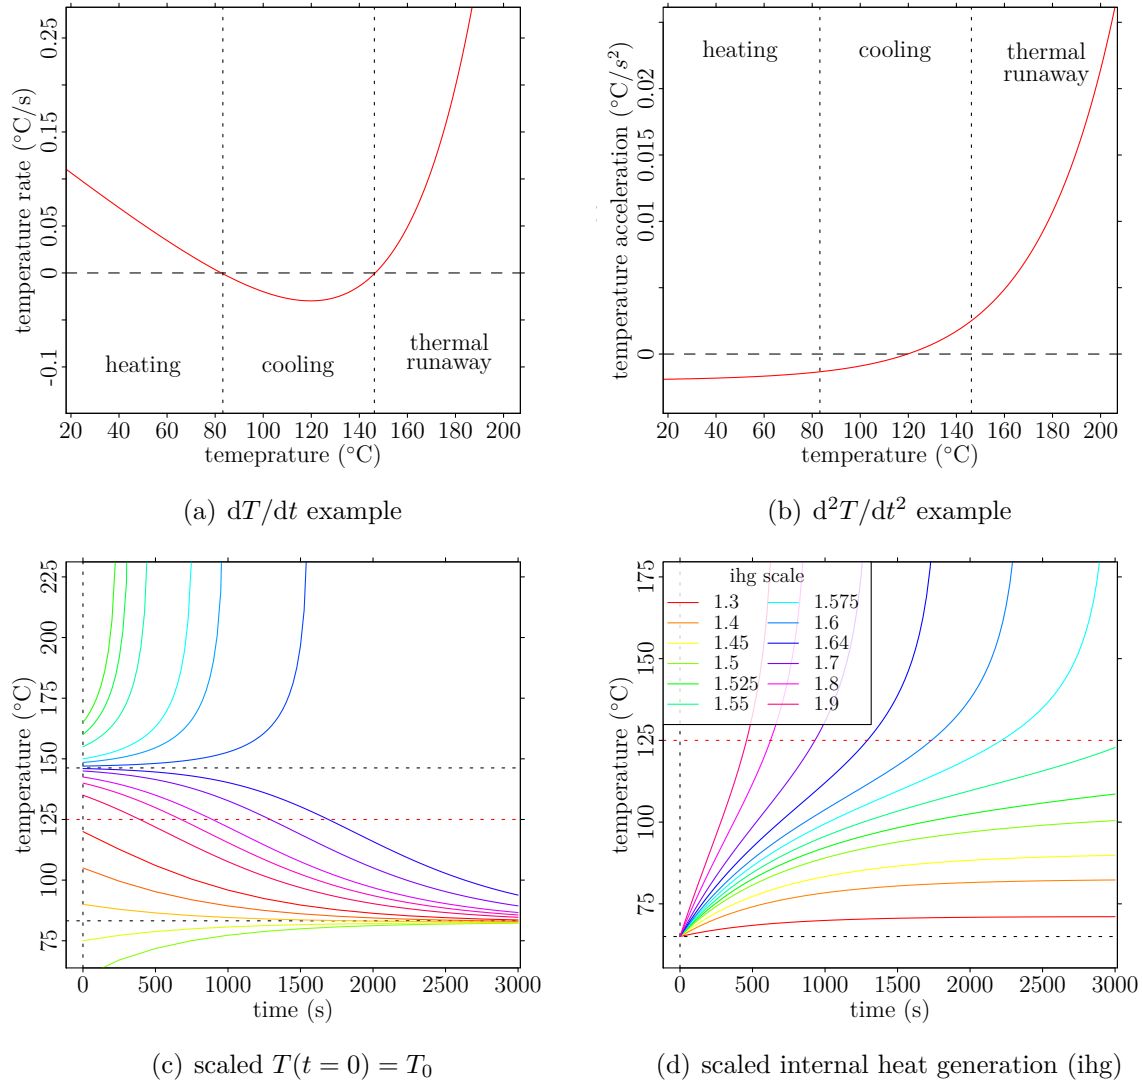 temperature rate (°C/s)
-0.1 0 0.05 0.15 0.25
heating
cooling
thermal
runaway
20 40 60 80 100 120 140 160 180 200
temeprature (°C)
(a) dT/dt example
temperature acceleration (°C/s²)
0 0.005 0.01 0.015 0.02
heating
cooling
thermal
runaway
20 40 60 80 100 120 140 160 180 200
temperature (°C)
(b) d²T/dt² example
temperature (°C)
75 100 125 150 175 200 225
0 500 1000 1500 2000 2500 3000
time (s)
(c) scaled T(t = 0) = T₀
temperature (°C)
75 100 125 150 175
ihg scale
1.3 1.575
1.4 1.6
1.45 1.64
1.5 1.7
1.525 1.8
1.55 1.9
0 500 1000 1500 2000 2500 3000
time (s)
(d) scaled internal heat generation (ihg)